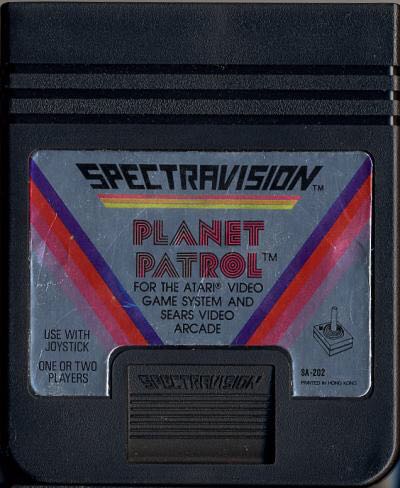 SPECTRAVISION™
PLANET
PATROL™
FOR THE ATARI® VIDEO
GAME SYSTEM AND
SEARS VIDEO
ARCADE
USE WITH
JOYSTICK
ONE OR TWO
PLAYERS
SA-202
PRINTED IN HONG KONG
SPECTRAVISION